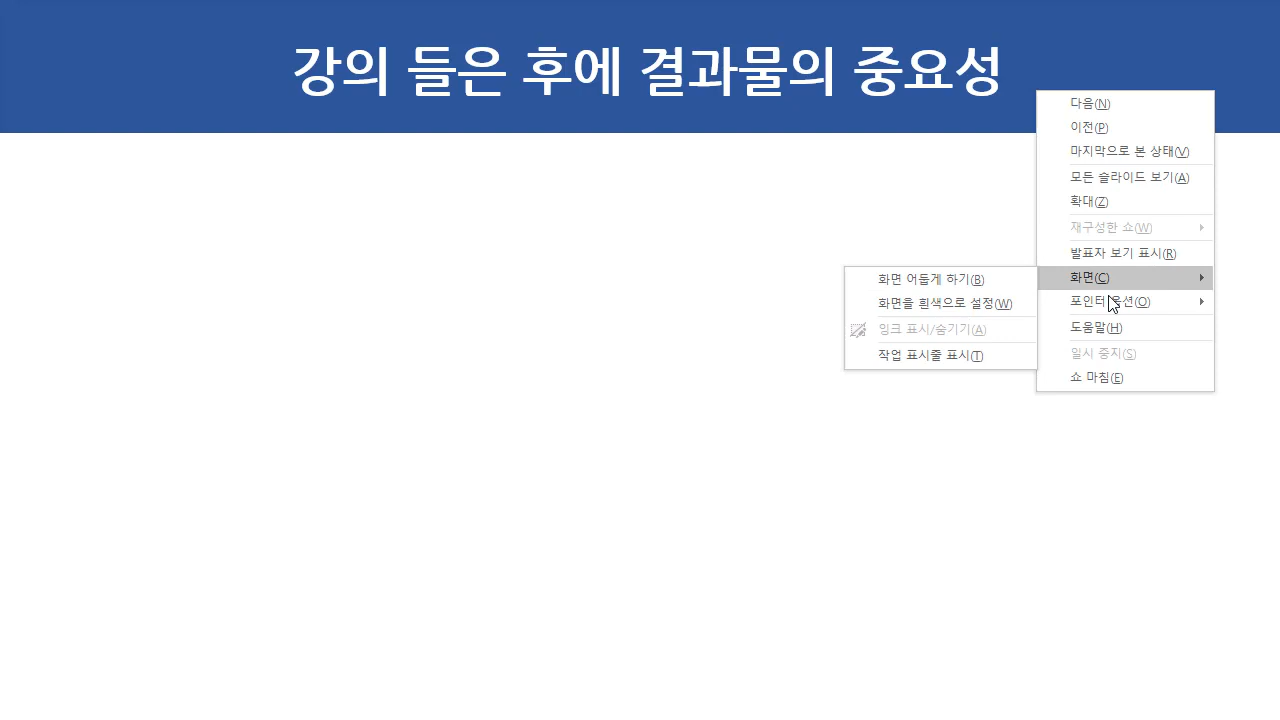 강의 들은 후에 결과물의 중요성
다음(N)
이전(P)
마지막으로 본 상태(V)
모든 슬라이드 보기(A)
확대(Z)
재구성한 쇼(W)
발표자 보기 표시(R)
화면(C)
포인터 옵션(O)
도움말(H)
일시 중지(S)
쇼 마침(E)
화면 어둡게 하기(B)
화면을 흰색으로 설정(W)
잉크 표시/숨기기(A)
작업 표시줄 표시(T)